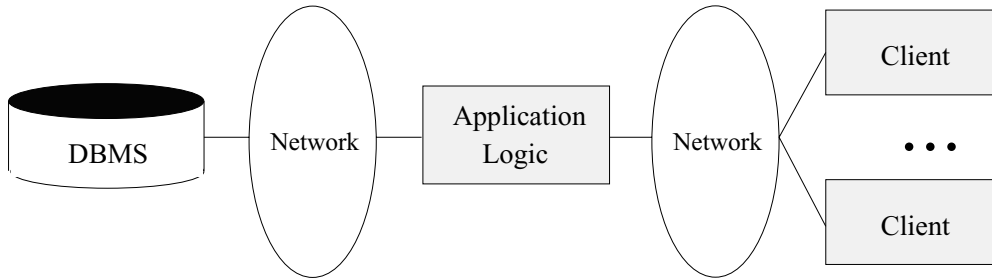 DBMS
Network
Application
Logic
Network
Client
• • •
Client